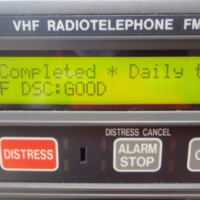 VHF RADIOTELEPHONE FM
Completed * Daily t
F DSC:GOOD
DISTRESS CANCEL
DISTRESS
ALARM
STOP